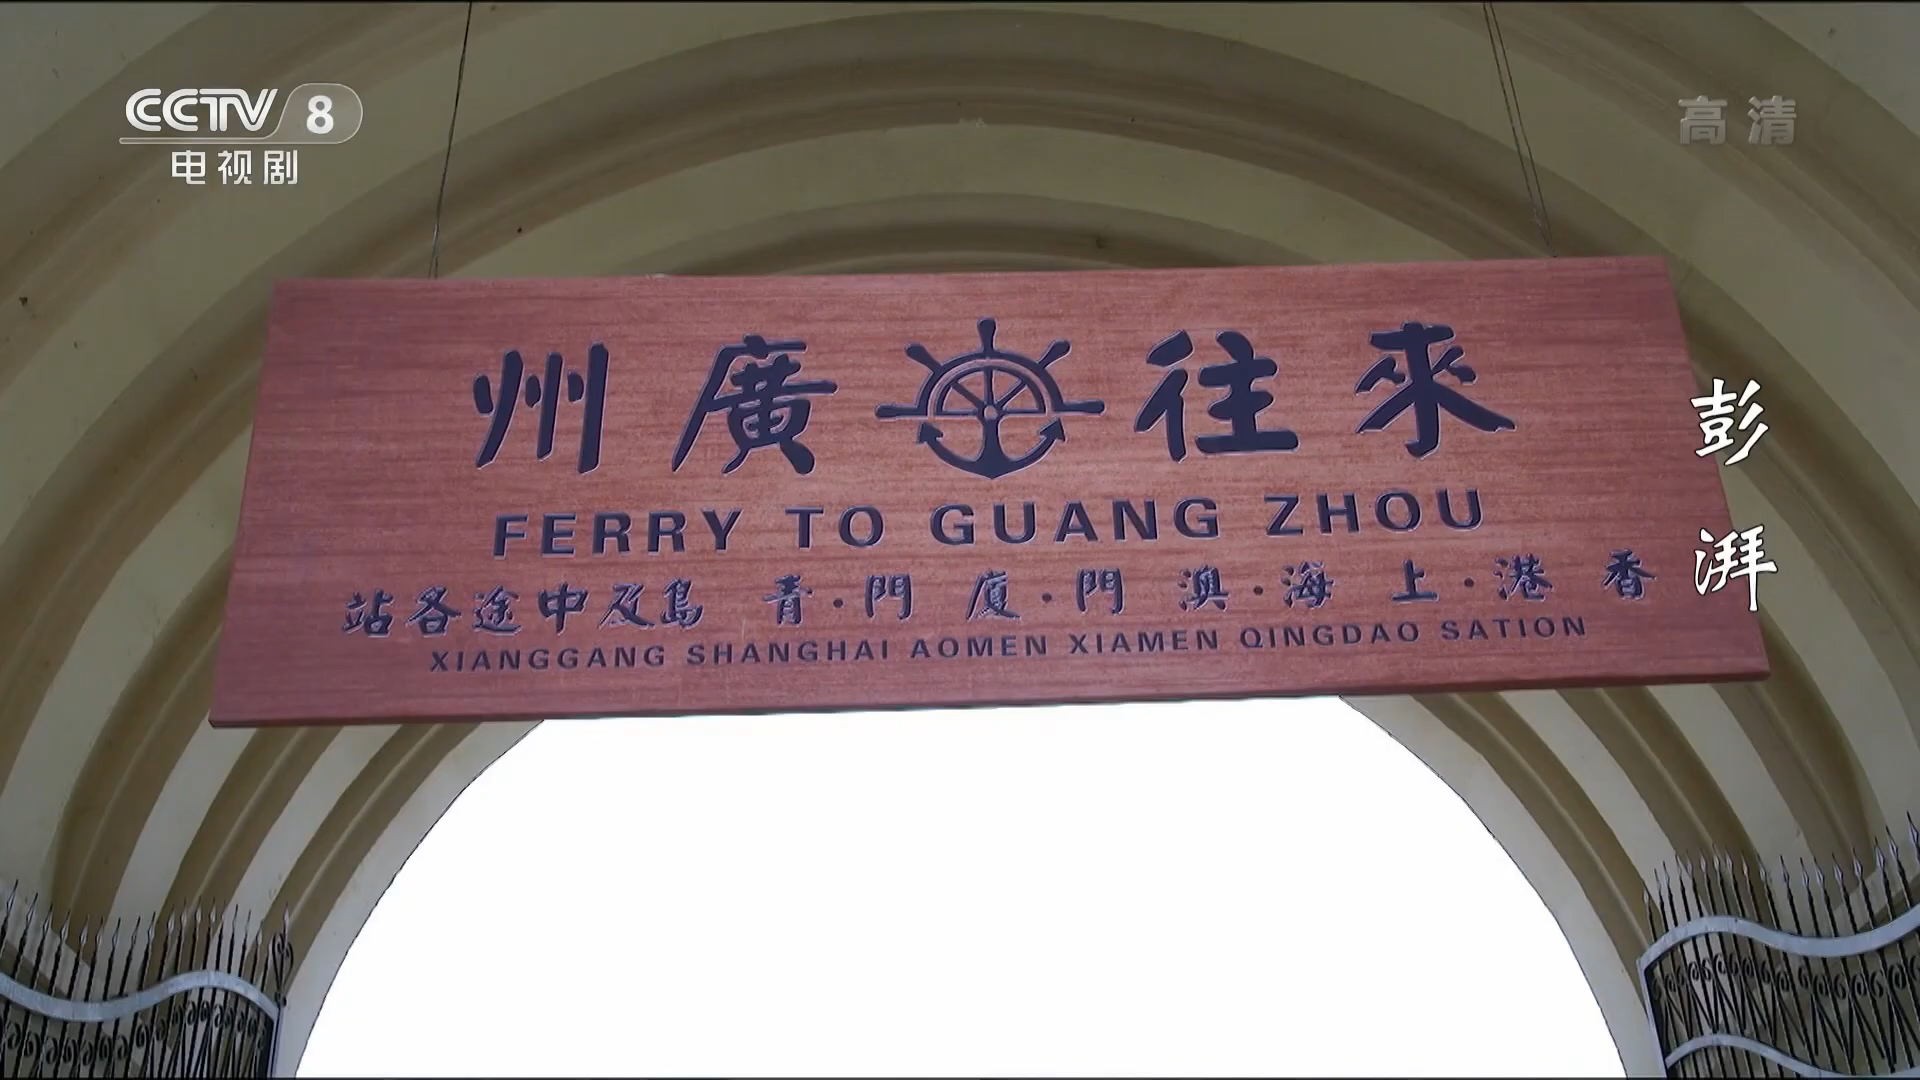 CCTV 8
电视剧
高清
來往廣州
FERRY TO GUANG ZHOU
香港·上海·澳門·廈門·青島及中途各站
XIANGGANG SHANGHAI AOMEN XIAMEN QINGDAO SATION
彭湃